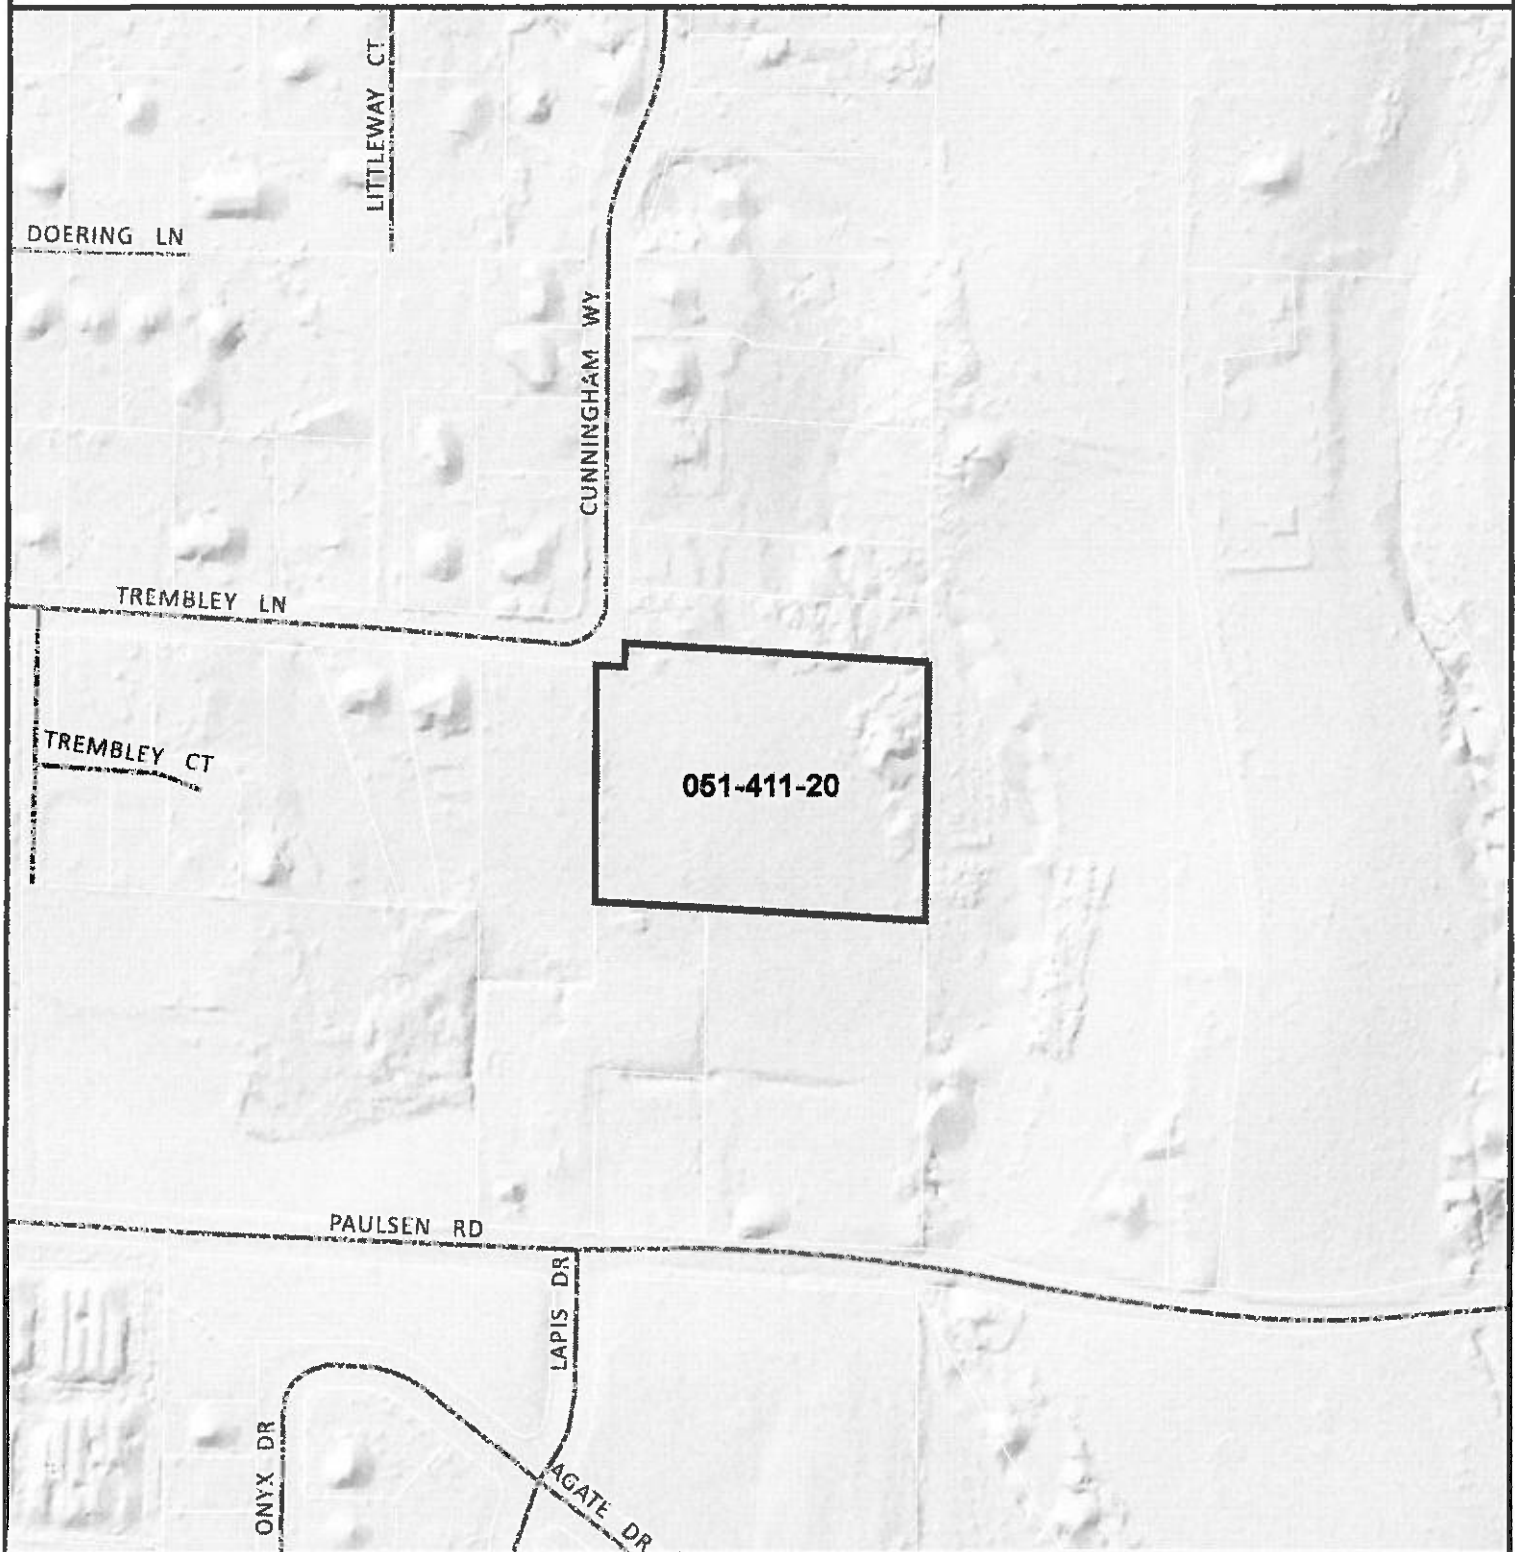 LITTLEWAY CT
DOERING LN
CUNNINGHAM WY
TREMBLEY LN
TREMBLEY CT
051-411-20
PAULSEN RD
LAPIS DR
ONYX DR
AGATE DR